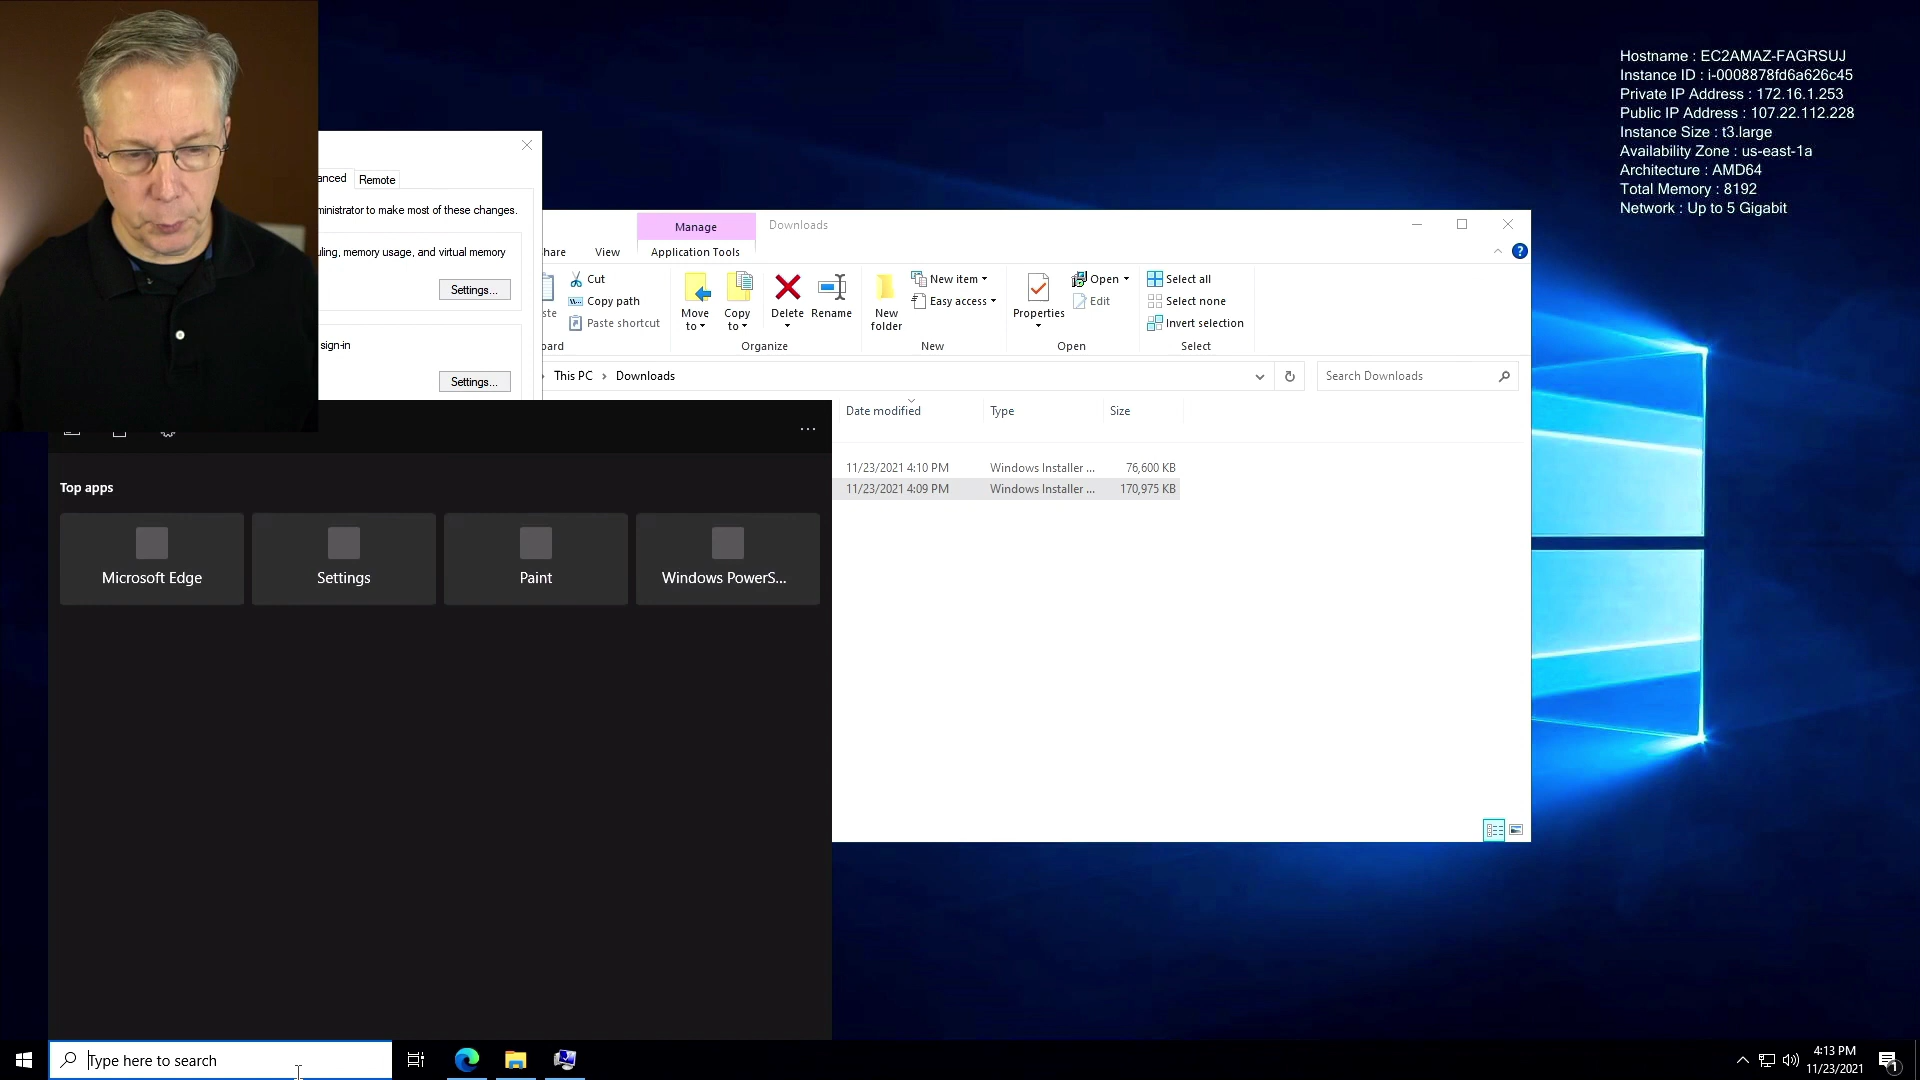 Hostname : EC2AMAZ-FAGRSUJ
Instance ID : i-0008878fd6a626c45
Private IP Address : 172.16.1.253
Public IP Address : 107.22.112.228
Instance Size : t3.large
Availability Zone : us-east-1a
Architecture : AMD64
Total Memory : 8192
Network : Up to 5 Gigabit
anced
Remote
ministrator to make most of these changes.
uling, memory usage, and virtual memory
Settings...
sign-in
Settings...
Manage
Downloads
hare
View
Application Tools
Cut
Copy path
ste
Paste shortcut
oard
Move to
Copy to
Delete
Rename
Organize
New folder
New item
Easy access
New
Properties
Open
Edit
Open
Select all
Select none
Invert selection
Select
This PC > Downloads
Search Downloads
Date modified
Type
Size
11/23/2021 4:10 PM
Windows Installer ...
76,600 KB
11/23/2021 4:09 PM
Windows Installer ...
170,975 KB
...
Top apps
Microsoft Edge
Settings
Paint
Windows PowerS...
Type here to search
4:13 PM
11/23/2021
1